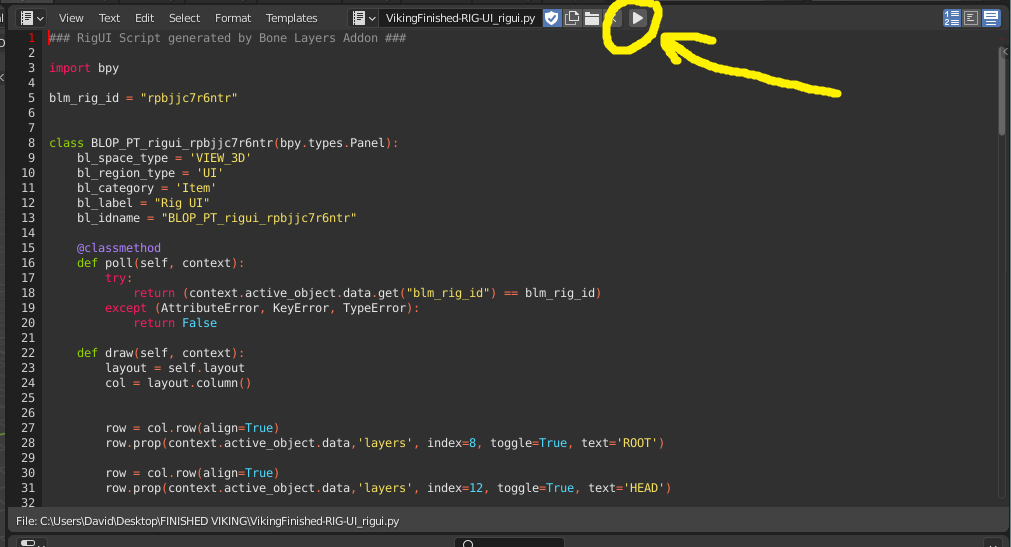 View Text Edit Select Format Templates VikingFinished-RIG-UI_rigui.py
1 ### RigUI Script generated by Bone Layers Addon ###
2
3 import bpy
4
5 blm_rig_id = "rpbjjc7r6ntr"
6
7
8 class BLOP_PT_rigui_rpbjjc7r6ntr(bpy.types.Panel):
9     bl_space_type = 'VIEW_3D'
10     bl_region_type = 'UI'
11     bl_category = 'Item'
12     bl_label = "Rig UI"
13     bl_idname = "BLOP_PT_rigui_rpbjjc7r6ntr"
14
15     @classmethod
16     def poll(self, context):
17         try:
18             return (context.active_object.data.get("blm_rig_id") == blm_rig_id)
19         except (AttributeError, KeyError, TypeError):
20             return False
21
22     def draw(self, context):
23         layout = self.layout
24         col = layout.column()
25
26
27         row = col.row(align=True)
28         row.prop(context.active_object.data,'layers', index=8, toggle=True, text='ROOT')
29
30         row = col.row(align=True)
31         row.prop(context.active_object.data,'layers', index=12, toggle=True, text='HEAD')
32
File: C:\Users\David\Desktop\FINISHED VIKING\VikingFinished-RIG-UI_rigui.py